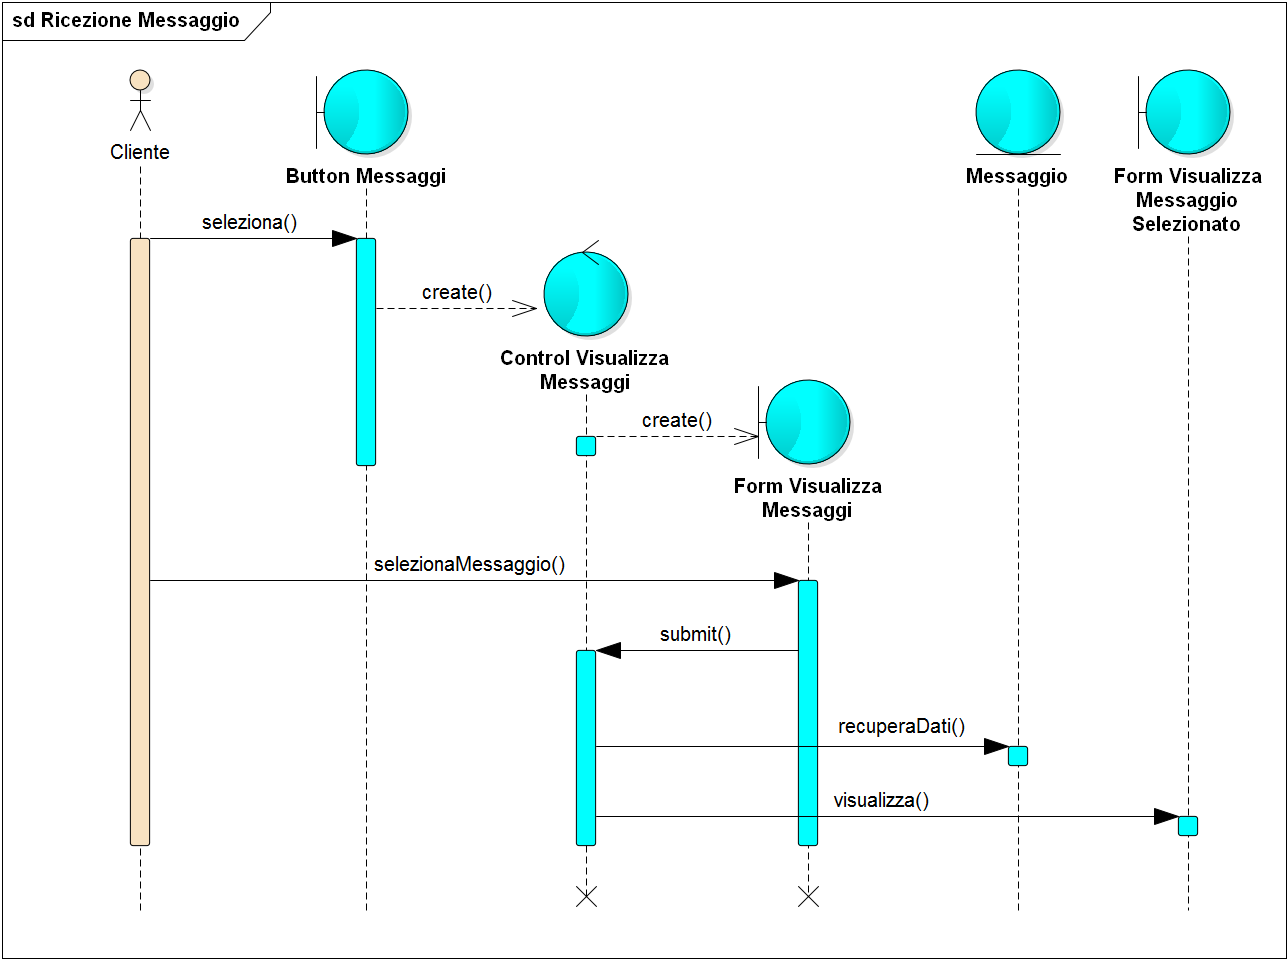 sd Ricezione Messaggio
Cliente
Button Messaggi
Messaggio
Form Visualizza
Messaggio
Selezionato
seleziona()
create()
Control Visualizza
Messaggi
create()
Form Visualizza
Messaggi
selezionaMessaggio()
submit()
recuperaDati()
visualizza()